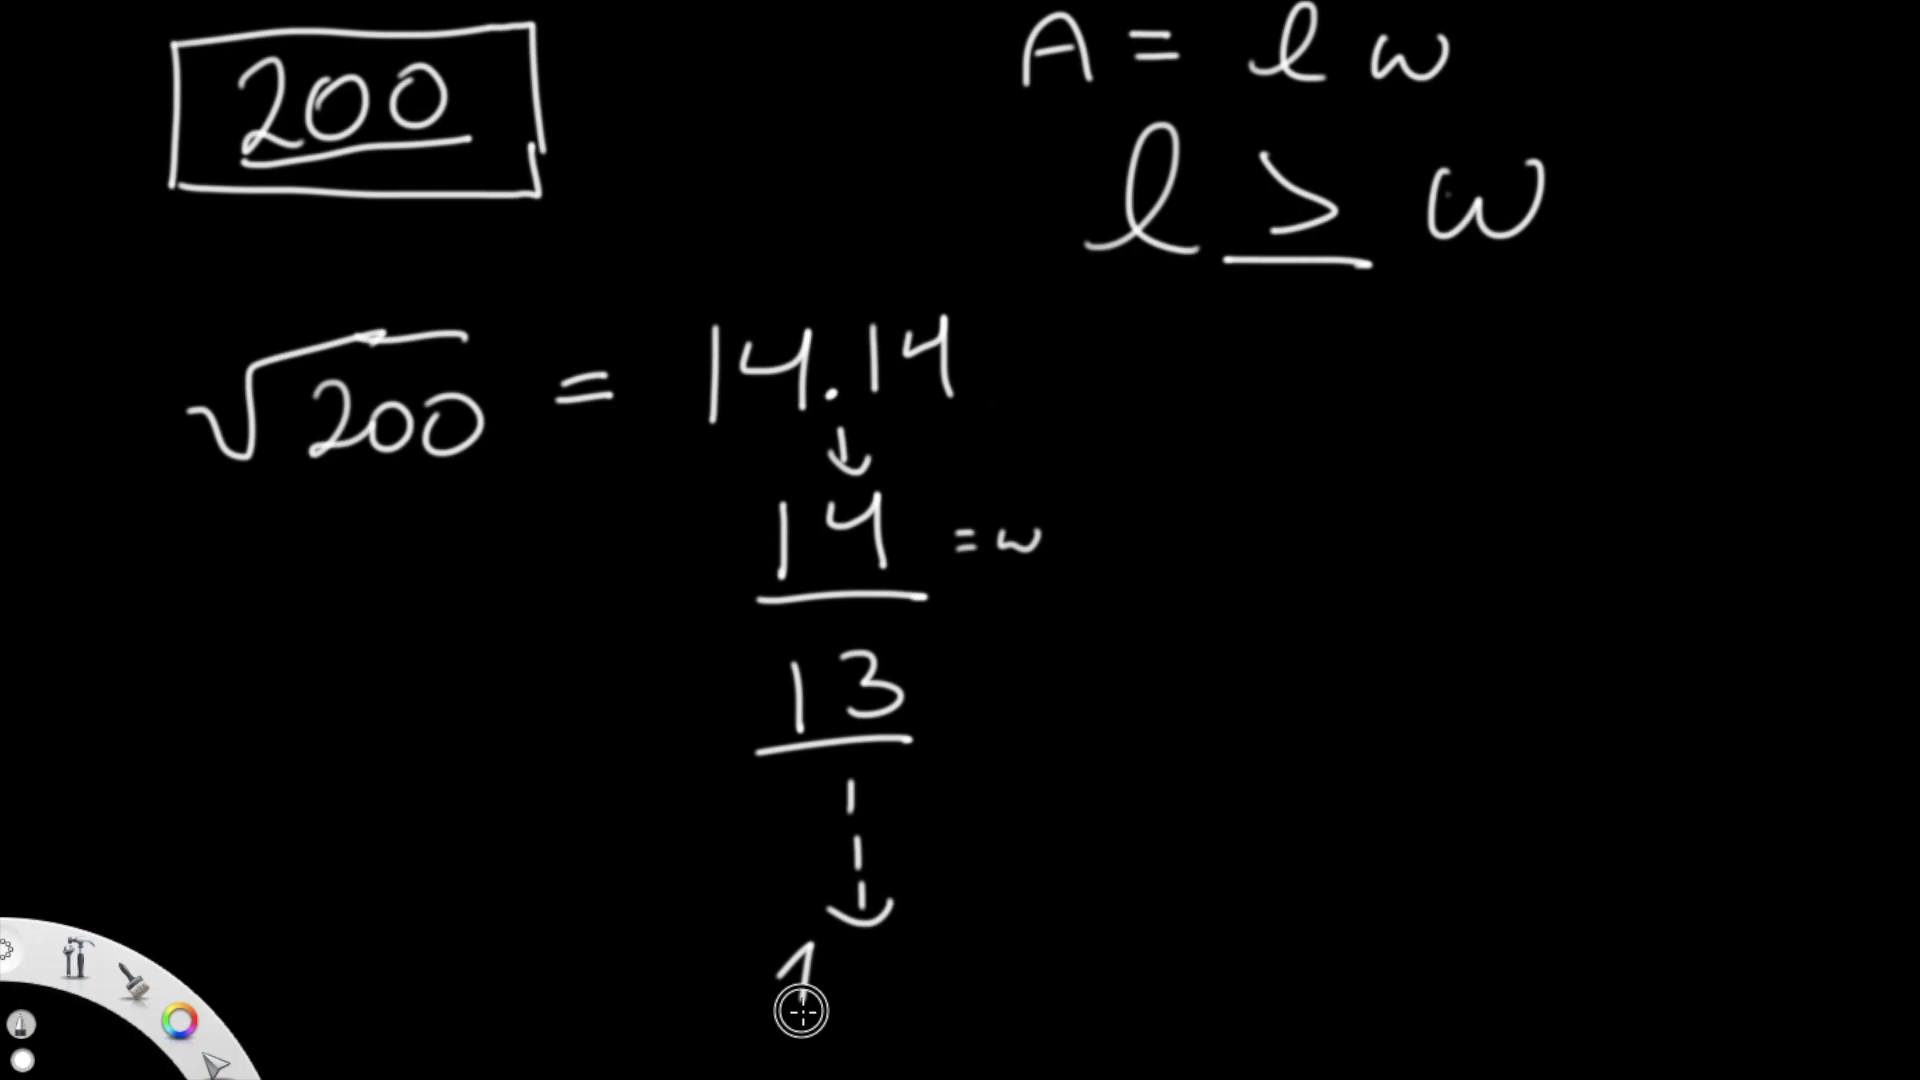 200
A = l w
l ≥ w
√200 = 14.14
↓
14 = w
13
1